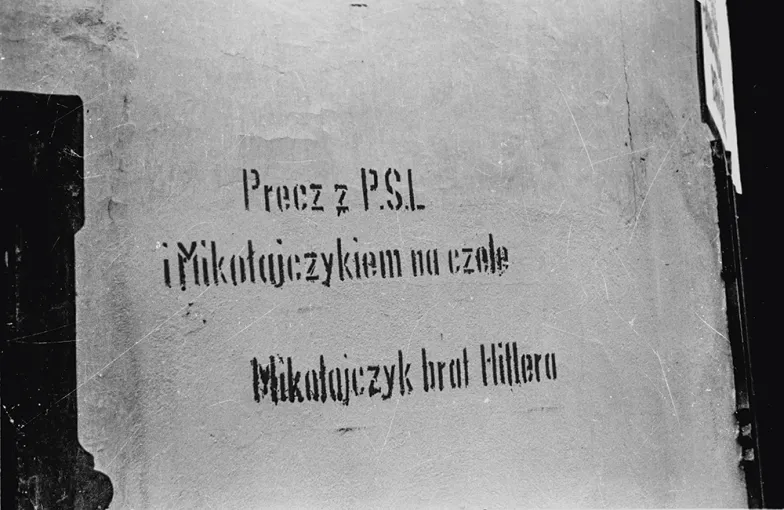 Precz z P.S.L
i Mikołajczykiem na czele
Mikołajczyk brat Hitlera